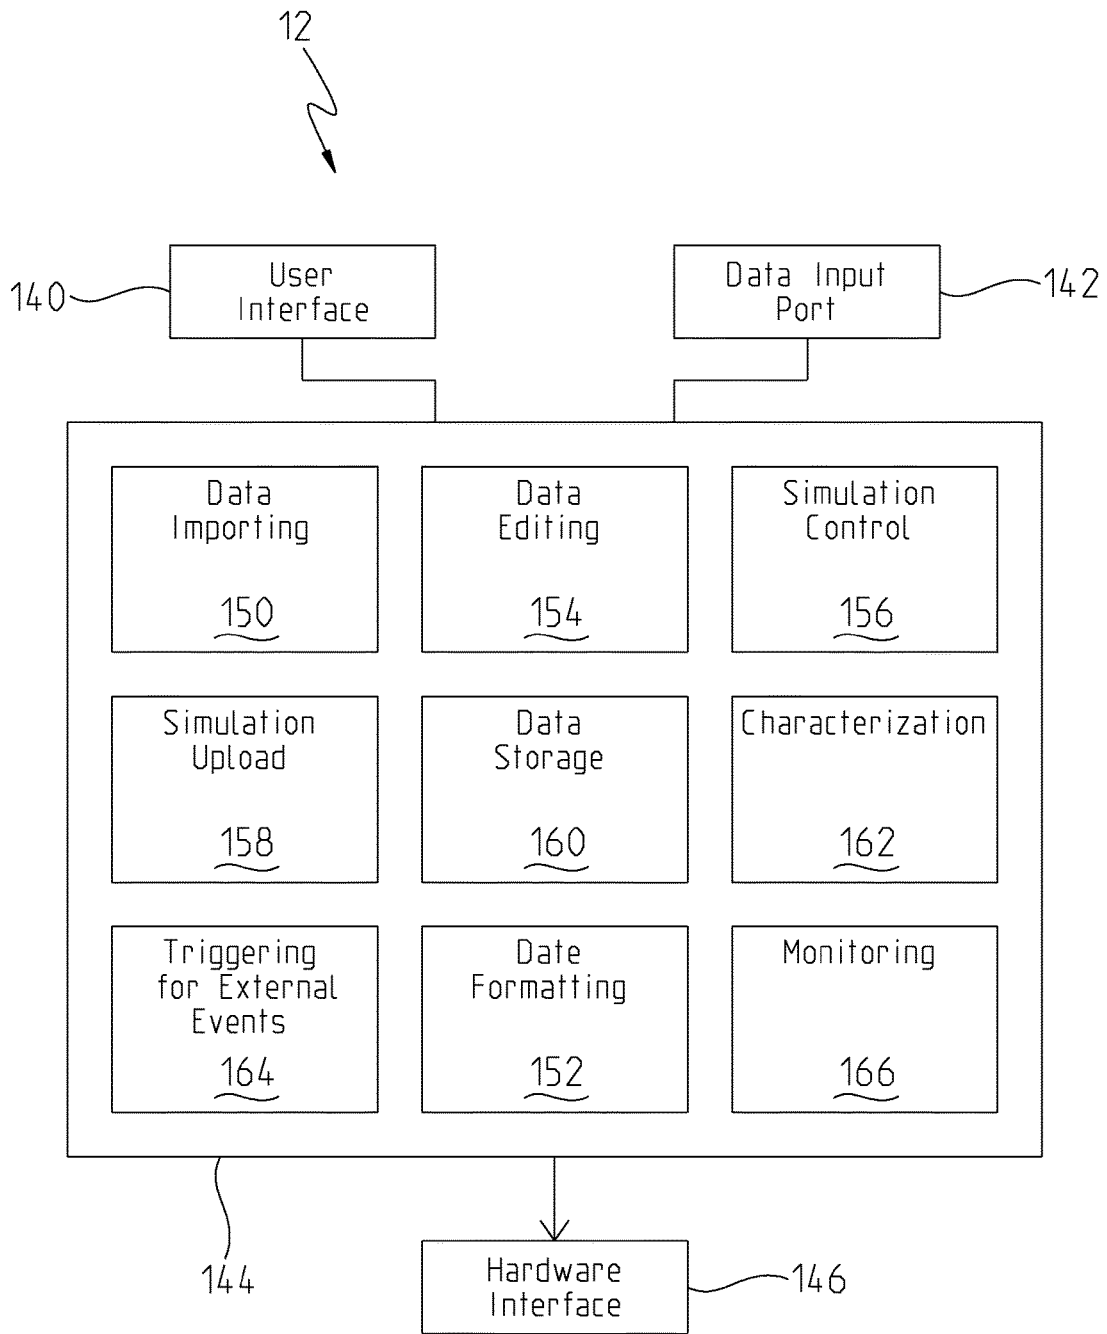 12
User
Interface
140
Data Input
Port
142
Data
Importing
150
Data
Editing
154
Simulation
Control
156
Simulation
Upload
158
Data
Storage
160
Characterization
162
Triggering
for External
Events
164
Date
Formatting
152
Monitoring
166
144
Hardware
Interface
146